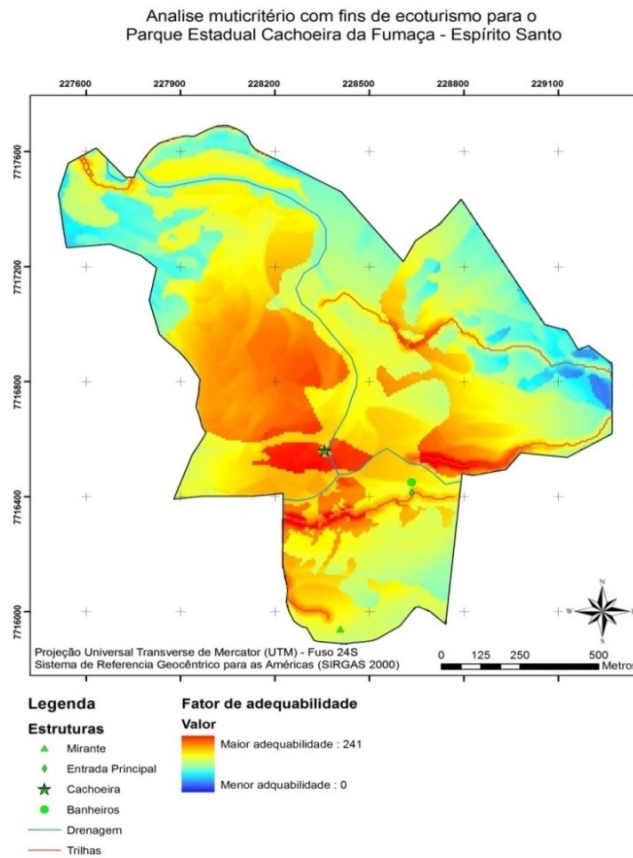 Analise muticritério com fins de ecoturismo para o
Parque Estadual Cachoeira da Fumaça - Espírito Santo
227600 227900 228200 228500 228800 229100
7717600
7717200
7716800
7716400
7716000
N
W E
S
Projeção Universal Transverse de Mercator (UTM) - Fuso 24S
Sistema de Referencia Geocêntrico para as Américas (SIRGAS 2000)
0 125 250 500
Metros
Legenda
Estruturas
Mirante
Entrada Principal
Cachoeira
Banheiros
Drenagem
Trilhas
Fator de adequabilidade
Valor
Maior adequabilidade : 241
Menor adquabilidade : 0